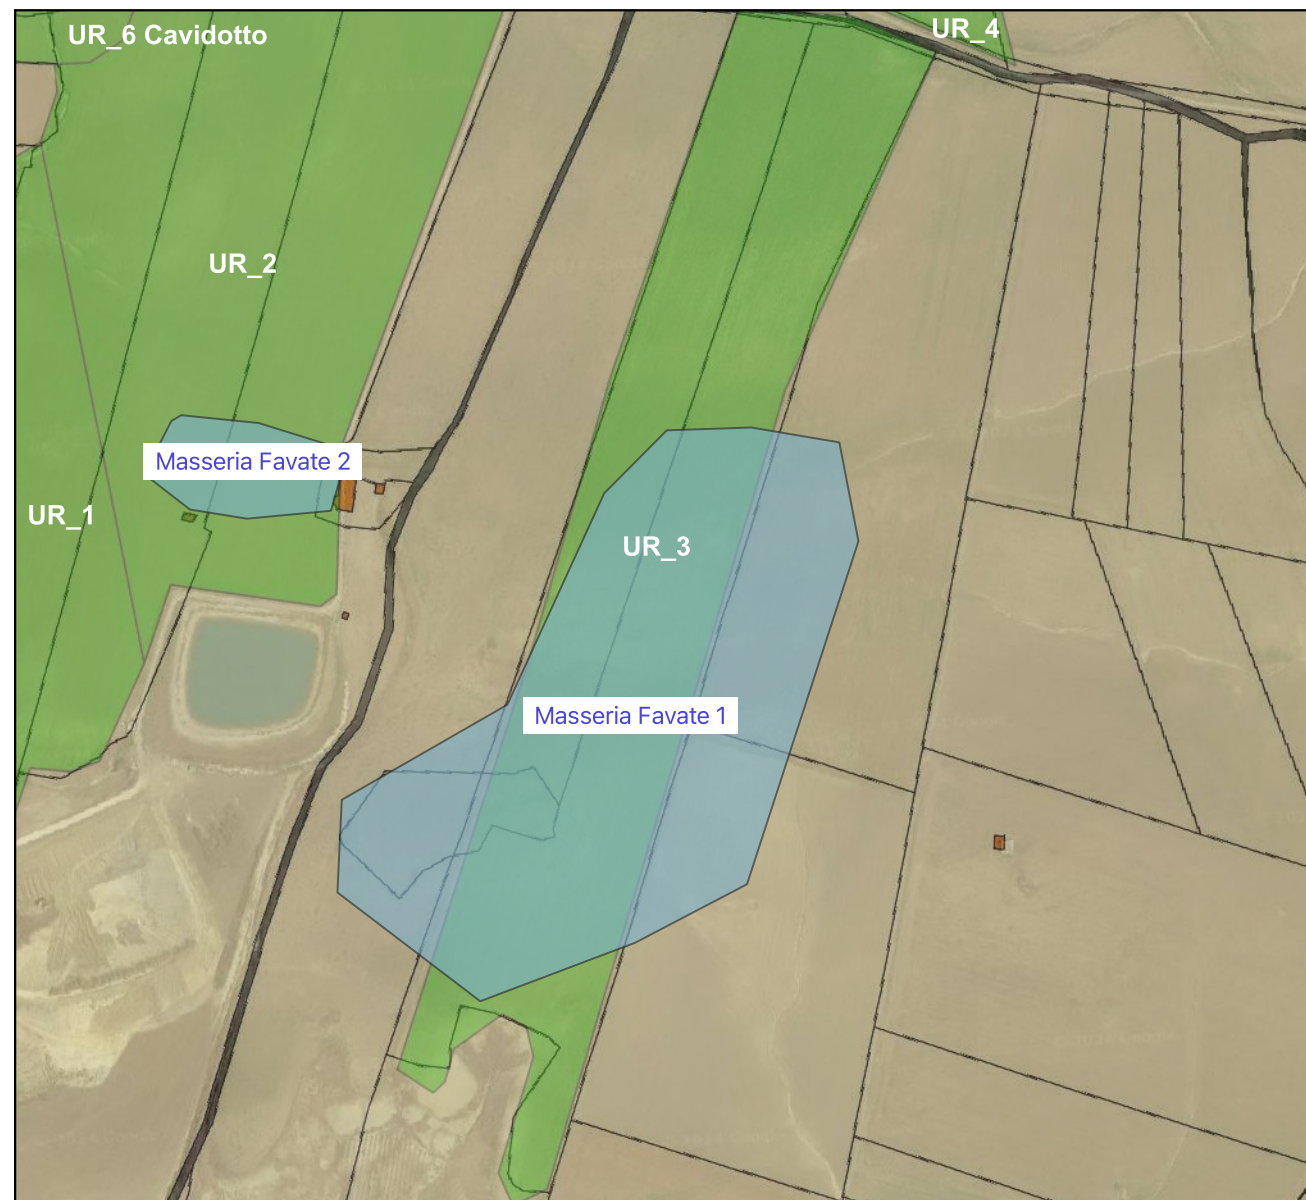 UR_6 Cavidotto
UR_4
UR_2
Masseria Favate 2
UR_1
UR_3
Masseria Favate 1